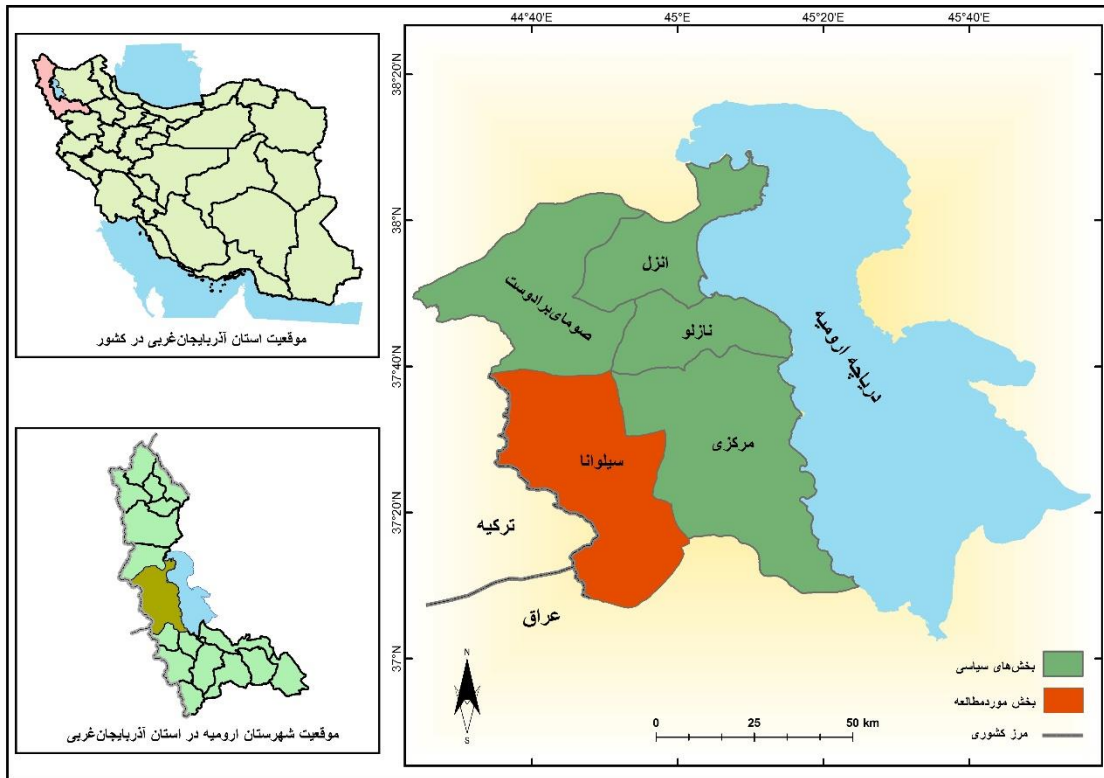 موقعیت استان آذربایجان‌غربی در کشور
موقعیت شهرستان ارومیه در استان آذربایجان‌غربی
44°40'E
45°E
45°20'E
45°40'E
38°20'N
38°N
37°40'N
37°20'N
37°N
انزل
صومای‌برادوست
نازلو
دریاچه ارومیه
مرکزی
سیلوانا
ترکیه
عراق
N
S
0 25 50 km
بخش‌های سیاسی
بخش موردمطالعه
مرز کشوری